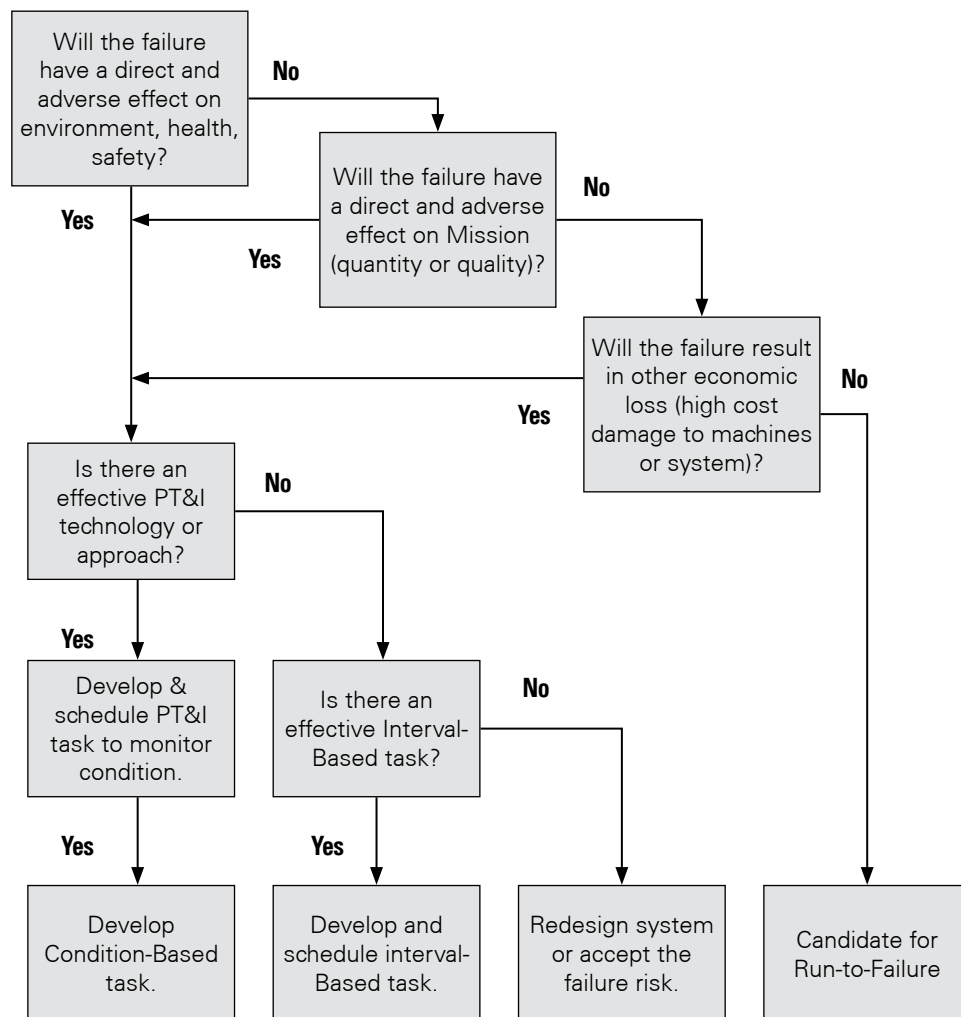 Will the failure
have a direct and
adverse effect on
environment, health,
safety?
No
Will the failure have
a direct and adverse
effect on Mission
(quantity or quality)?
No
Yes
Yes
Will the failure result
in other economic
loss (high cost
damage to machines
or system)?
No
Yes
Is there an
effective PT&I
technology or
approach?
No
Yes
Develop &
schedule PT&I
task to monitor
condition.
Is there an
effective Interval-
Based task?
No
Yes
Yes
Develop
Condition-Based
task.
Develop and
schedule interval-
Based task.
Redesign system
or accept the
failure risk.
Candidate for
Run-to-Failure